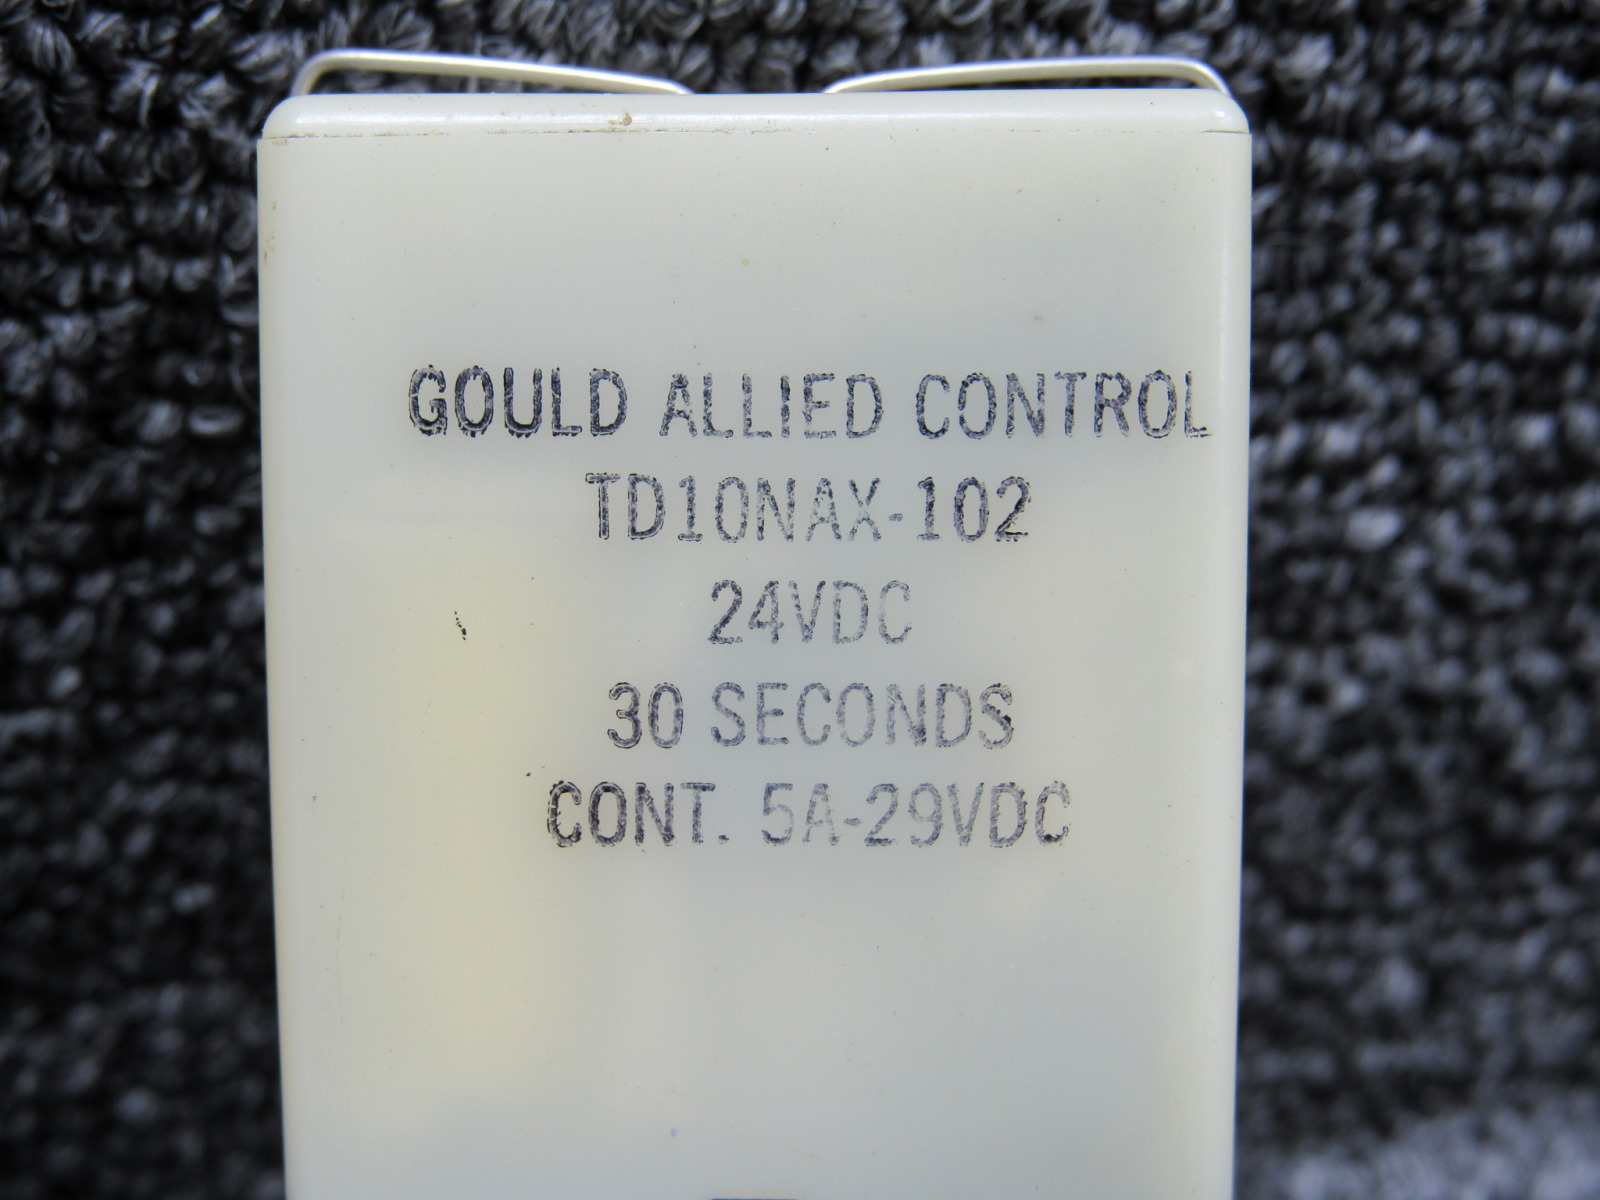 GOULD ALLIED CONTROL
TD10NAX-102
24VDC
30 SECONDS
CONT. 5A-29VDC